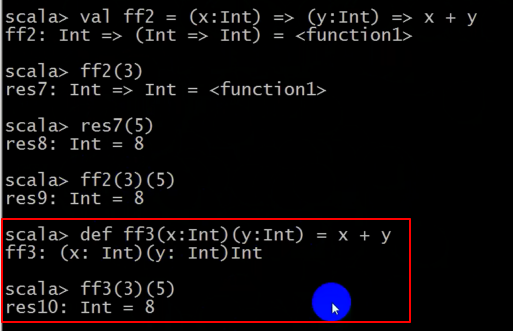 scala> val ff2 = (x:Int) => (y:Int) => x + y
ff2: Int => (Int => Int) = <function1>
scala> ff2(3)
res7: Int => Int = <function1>
scala> res7(5)
res8: Int = 8
scala> ff2(3)(5)
res9: Int = 8
scala> def ff3(x:Int)(y:Int) = x + y
ff3: (x: Int)(y: Int)Int
scala> ff3(3)(5)
res10: Int = 8